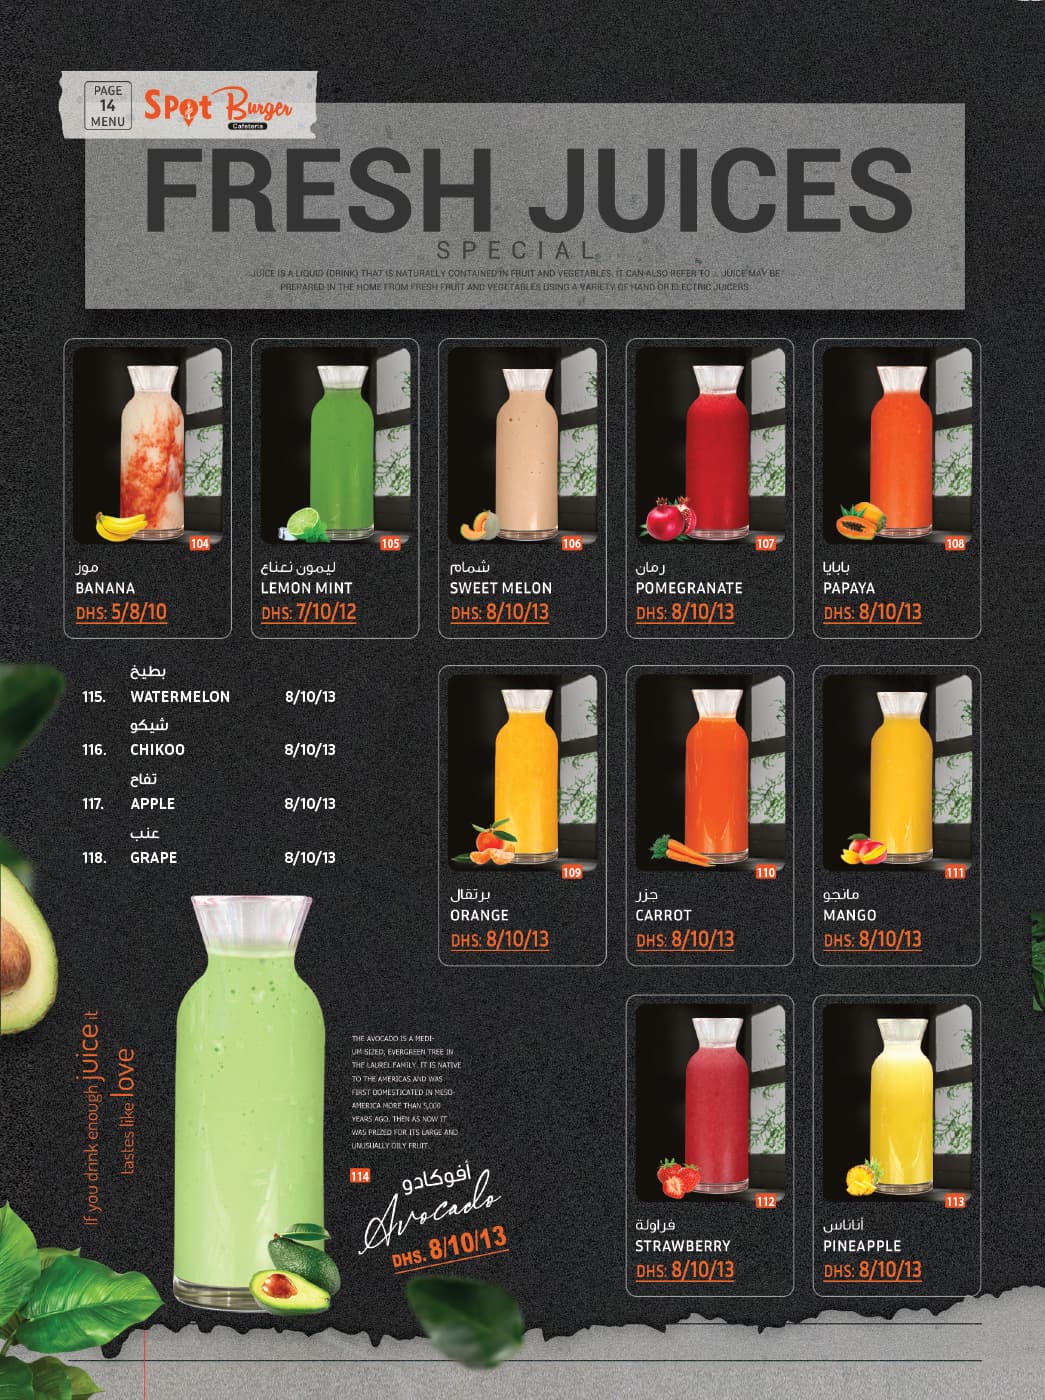 PAGE
14
MENU
Spot Burger
Cafeteria
FRESH JUICES
SPECIAL
JUICE IS A LIQUID (DRINK) THAT IS NATURALLY CONTAINED IN FRUIT AND VEGETABLES. IT CAN ALSO REFER TO ... JUICE MAY BE
PREPARED IN THE HOME FROM FRESH FRUIT AND VEGETABLES USING A VARIETY OF HAND OR ELECTRIC JUICERS.
104
موز
BANANA
DHS: 5/8/10
105
ليمون نعناع
LEMON MINT
DHS: 7/10/12
106
شمام
SWEET MELON
DHS: 8/10/13
107
رمان
POMEGRANATE
DHS: 8/10/13
108
بابايا
PAPAYA
DHS: 8/10/13
بطيخ
115. WATERMELON 8/10/13
شيكو
116. CHIKOO 8/10/13
تفاح
117. APPLE 8/10/13
عنب
118. GRAPE 8/10/13
109
برتقال
ORANGE
DHS: 8/10/13
110
جزر
CARROT
DHS: 8/10/13
111
مانجو
MANGO
DHS: 8/10/13
If you drink enough juice it
tastes like love
THE AVOCADO IS A MEDI-
UM-SIZED, EVERGREEN TREE IN
THE LAUREL FAMILY. IT IS NATIVE
TO THE AMERICAS AND WAS
FIRST DOMESTICATED IN MESO-
AMERICA MORE THAN 5,000
YEARS AGO. THEN AS NOW IT
WAS PRIZED FOR ITS LARGE AND
UNUSUALLY OILY FRUIT.
114
أفوكادو
Avocado
DHS. 8/10/13
112
فراولة
STRAWBERRY
DHS: 8/10/13
113
أناناس
PINEAPPLE
DHS: 8/10/13